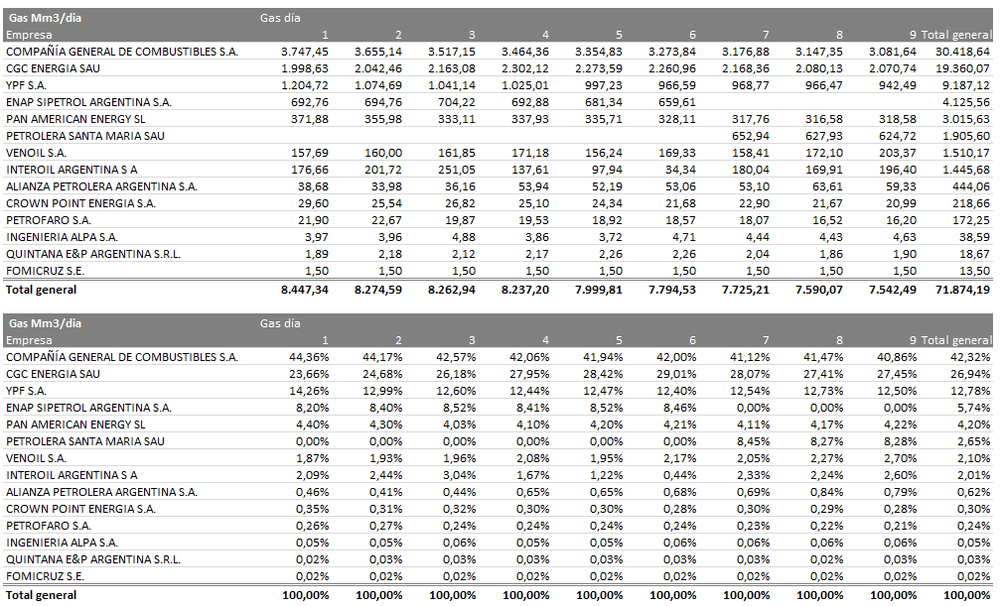 Gas Mm3/dia Gas día
Empresa 1 2 3 4 5 6 7 8 9 Total general
COMPAÑÍA GENERAL DE COMBUSTIBLES S.A. 3.747,45 3.655,14 3.517,15 3.464,36 3.354,83 3.273,84 3.176,88 3.147,35 3.081,64 30.418,64
CGC ENERGIA SAU 1.998,63 2.042,46 2.163,08 2.302,12 2.273,59 2.260,96 2.168,36 2.080,13 2.070,74 19.360,07
YPF S.A. 1.204,72 1.074,69 1.041,14 1.025,01 997,23 966,59 968,77 966,47 942,49 9.187,12
ENAP SIPETROL ARGENTINA S.A. 692,76 694,76 704,22 692,88 681,34 659,61 4.125,56
PAN AMERICAN ENERGY SL 371,88 355,98 333,11 337,93 335,71 328,11 317,76 316,58 318,58 3.015,63
PETROLERA SANTA MARIA SAU 652,94 627,93 624,72 1.905,60
VENOIL S.A. 157,69 160,00 161,85 171,18 156,24 169,33 158,41 172,10 203,37 1.510,17
INTEROIL ARGENTINA S A 176,66 201,72 251,05 137,61 97,94 34,34 180,04 169,91 196,40 1.445,68
ALIANZA PETROLERA ARGENTINA S.A. 38,68 33,98 36,16 53,94 52,19 53,06 53,10 63,61 59,33 444,06
CROWN POINT ENERGIA S.A. 29,60 25,54 26,82 25,10 24,34 21,68 22,90 21,67 20,99 218,66
PETROFARO S.A. 21,90 22,67 19,87 19,53 18,92 18,57 18,07 16,52 16,20 172,25
INGENIERIA ALPA S.A. 3,97 3,96 4,88 3,86 3,72 4,71 4,44 4,43 4,63 38,59
QUINTANA E&P ARGENTINA S.R.L. 1,89 2,18 2,12 2,17 2,26 2,26 2,04 1,86 1,90 18,67
FOMICRUZ S.E. 1,50 1,50 1,50 1,50 1,50 1,50 1,50 1,50 1,50 13,50
Total general 8.447,34 8.274,59 8.262,94 8.237,20 7.999,81 7.794,53 7.725,21 7.590,07 7.542,49 71.874,19
Gas Mm3/dia Gas día
Empresa 1 2 3 4 5 6 7 8 9 Total general
COMPAÑÍA GENERAL DE COMBUSTIBLES S.A. 44,36% 44,17% 42,57% 42,06% 41,94% 42,00% 41,12% 41,47% 40,86% 42,32%
CGC ENERGIA SAU 23,66% 24,68% 26,18% 27,95% 28,42% 29,01% 28,07% 27,41% 27,45% 26,94%
YPF S.A. 14,26% 12,99% 12,60% 12,44% 12,47% 12,40% 12,54% 12,73% 12,50% 12,78%
ENAP SIPETROL ARGENTINA S.A. 8,20% 8,40% 8,52% 8,41% 8,52% 8,46% 0,00% 0,00% 0,00% 5,74%
PAN AMERICAN ENERGY SL 4,40% 4,30% 4,03% 4,10% 4,20% 4,21% 4,11% 4,17% 4,22% 4,20%
PETROLERA SANTA MARIA SAU 0,00% 0,00% 0,00% 0,00% 0,00% 0,00% 8,45% 8,27% 8,28% 2,65%
VENOIL S.A. 1,87% 1,93% 1,96% 2,08% 1,95% 2,17% 2,05% 2,27% 2,70% 2,10%
INTEROIL ARGENTINA S A 2,09% 2,44% 3,04% 1,67% 1,22% 0,44% 2,33% 2,24% 2,60% 2,01%
ALIANZA PETROLERA ARGENTINA S.A. 0,46% 0,41% 0,44% 0,65% 0,65% 0,68% 0,69% 0,84% 0,79% 0,62%
CROWN POINT ENERGIA S.A. 0,35% 0,31% 0,32% 0,30% 0,30% 0,28% 0,30% 0,29% 0,28% 0,30%
PETROFARO S.A. 0,26% 0,27% 0,24% 0,24% 0,24% 0,24% 0,23% 0,22% 0,21% 0,24%
INGENIERIA ALPA S.A. 0,05% 0,05% 0,06% 0,05% 0,05% 0,06% 0,06% 0,06% 0,06% 0,05%
QUINTANA E&P ARGENTINA S.R.L. 0,02% 0,03% 0,03% 0,03% 0,03% 0,03% 0,03% 0,02% 0,03% 0,03%
FOMICRUZ S.E. 0,02% 0,02% 0,02% 0,02% 0,02% 0,02% 0,02% 0,02% 0,02% 0,02%
Total general 100,00% 100,00% 100,00% 100,00% 100,00% 100,00% 100,00% 100,00% 100,00% 100,00%